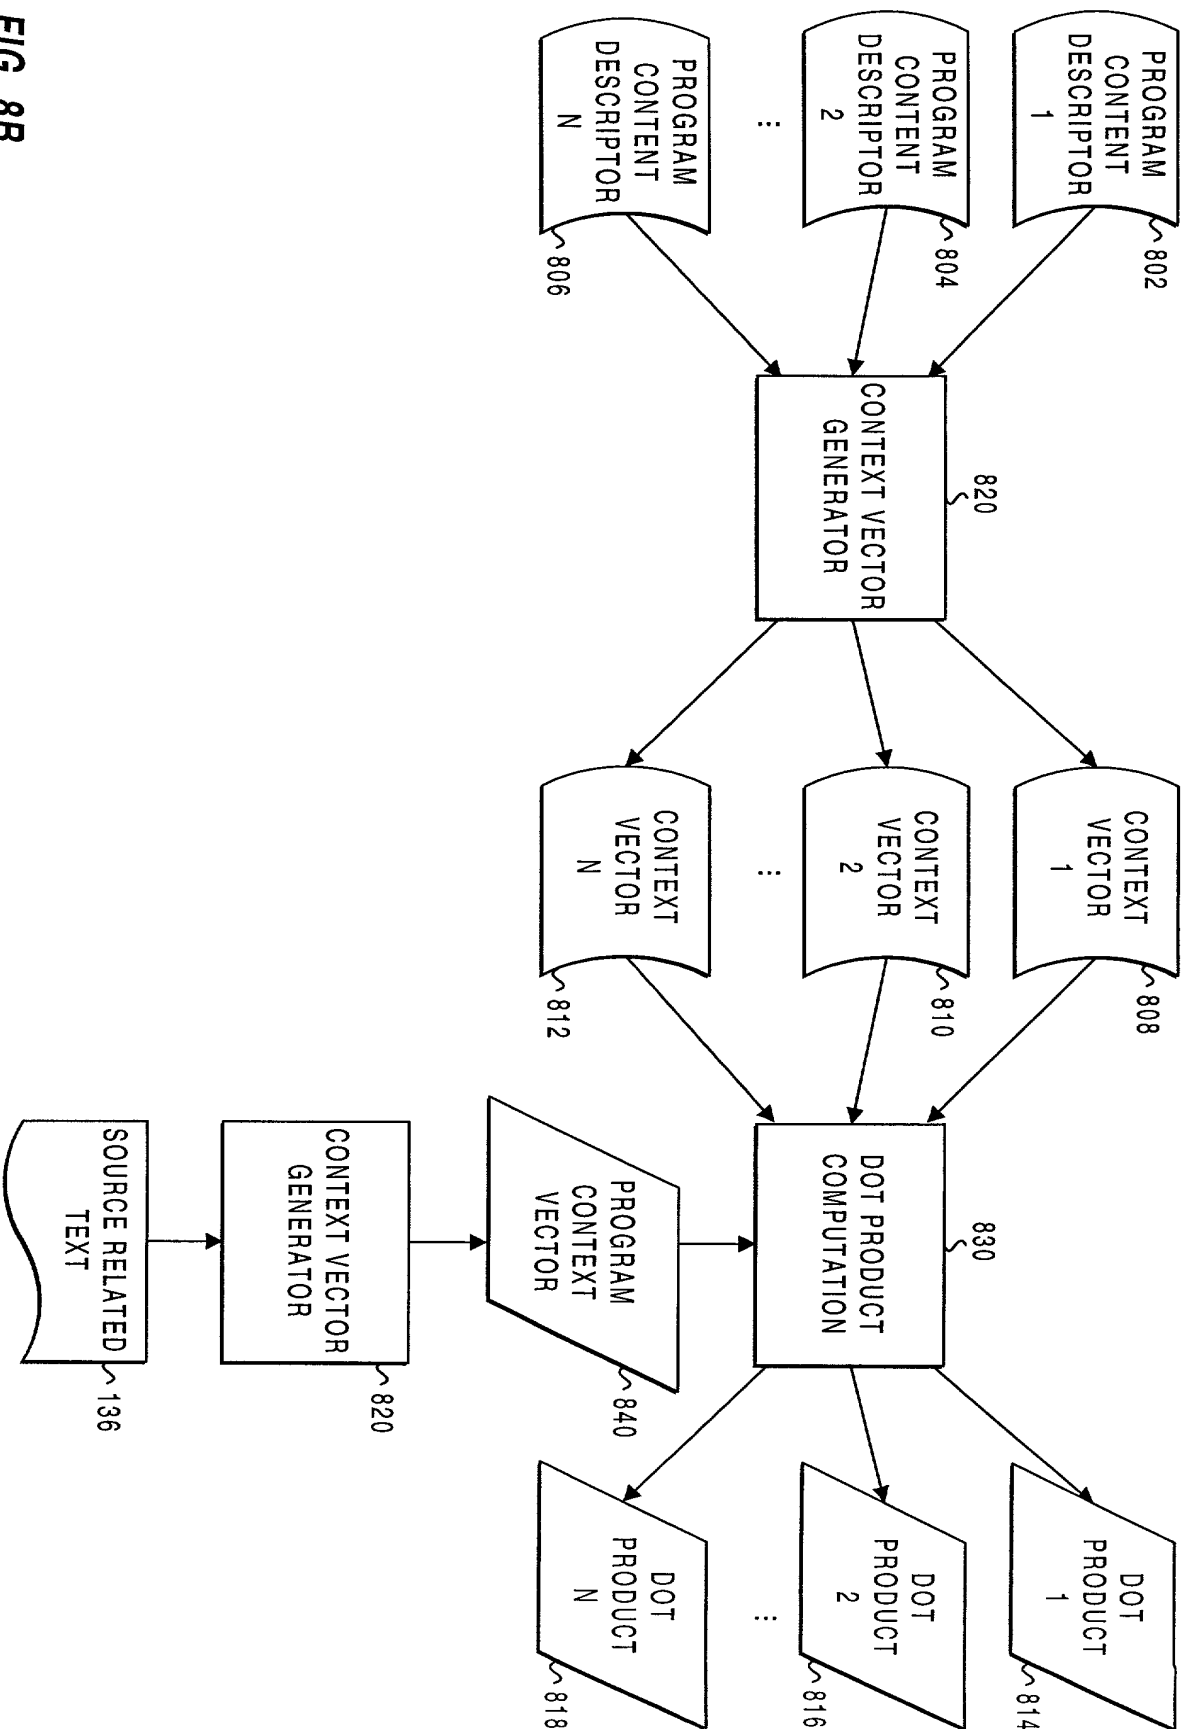 PROGRAM
CONTENT
DESCRIPTOR
1
802
PROGRAM
CONTENT
DESCRIPTOR
2
804
...
PROGRAM
CONTENT
DESCRIPTOR
N
806
820
CONTEXT VECTOR
GENERATOR
CONTEXT
VECTOR
1
808
CONTEXT
VECTOR
2
810
...
CONTEXT
VECTOR
N
812
830
DOT PRODUCT
COMPUTATION
DOT
PRODUCT
1
814
DOT
PRODUCT
2
816
...
DOT
PRODUCT
N
818
PROGRAM
CONTEXT
VECTOR
840
CONTEXT VECTOR
GENERATOR
820
SOURCE RELATED
TEXT
136
FIG 8B